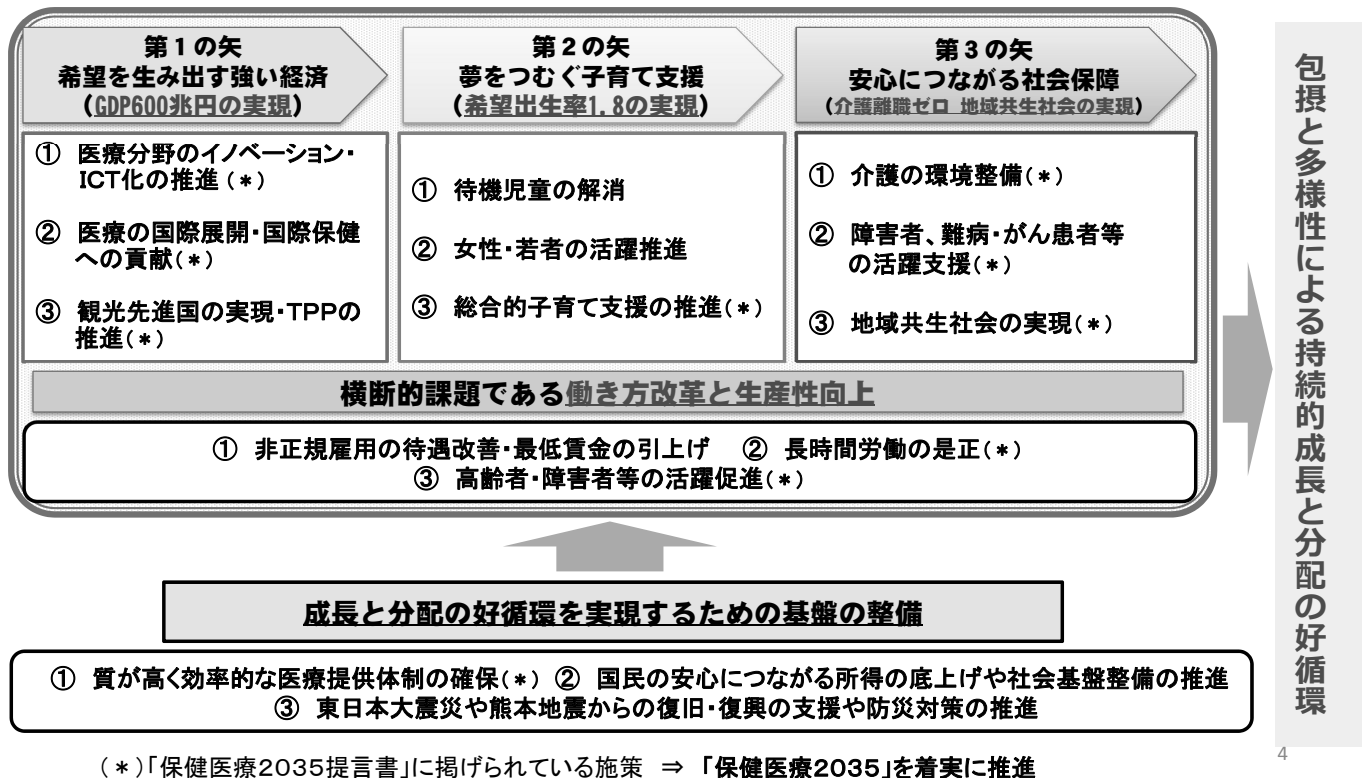 第1の矢
希望を生み出す強い経済
(GDP600兆円の実現)
① 医療分野のイノベーション・
ICT化の推進(*)
② 医療の国際展開・国際保健
への貢献(*)
③ 観光先進国の実現・TPPの
推進(*)
第2の矢
夢をつむぐ子育て支援
(希望出生率1.8の実現)
① 待機児童の解消
② 女性・若者の活躍推進
③ 総合的子育て支援の推進(*)
第3の矢
安心につながる社会保障
(介護離職ゼロ 地域共生社会の実現)
① 介護の環境整備(*)
② 障害者、難病・がん患者等
の活躍支援(*)
③ 地域共生社会の実現(*)
横断的課題である働き方改革と生産性向上
① 非正規雇用の待遇改善・最低賃金の引上げ ② 長時間労働の是正(*)
③ 高齢者・障害者等の活躍促進(*)
成長と分配の好循環を実現するための基盤の整備
① 質が高く効率的な医療提供体制の確保(*) ② 国民の安心につながる所得の底上げや社会基盤整備の推進
③ 東日本大震災や熊本地震からの復旧・復興の支援や防災対策の推進
(*)「保健医療2035提言書」に掲げられている施策 ⇒ 「保健医療2035」を着実に推進
包摂と多様性による持続的成長と分配の好循環
4